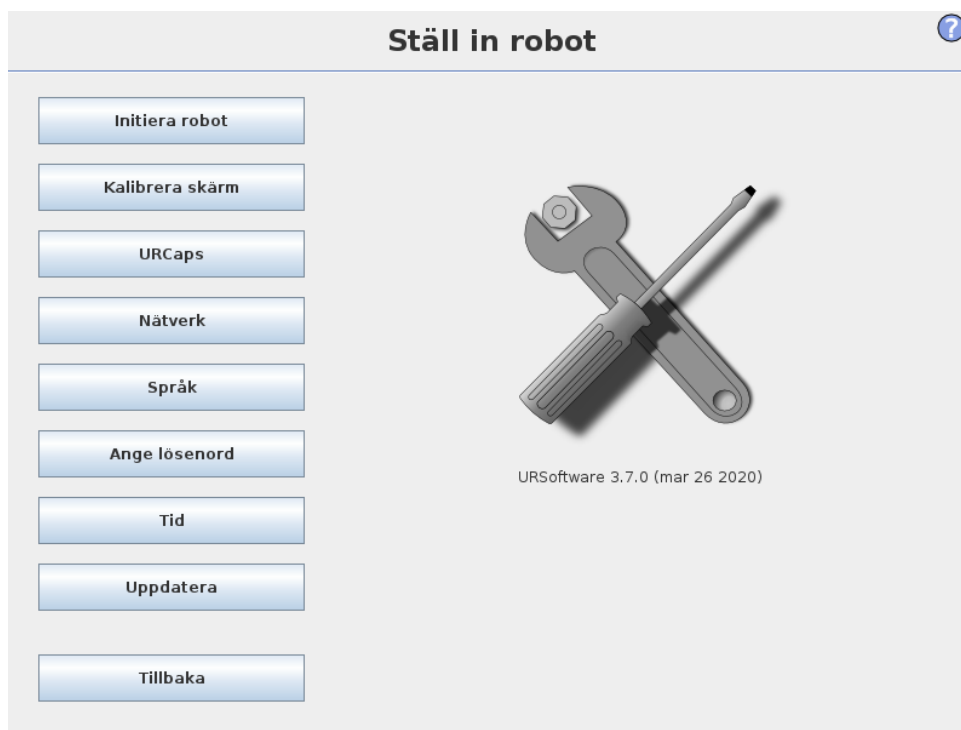 Ställ in robot
?
Initiera robot
Kalibrera skärm
URCaps
Nätverk
Språk
Ange lösenord
Tid
Uppdatera
Tillbaka
URSoftware 3.7.0 (mar 26 2020)